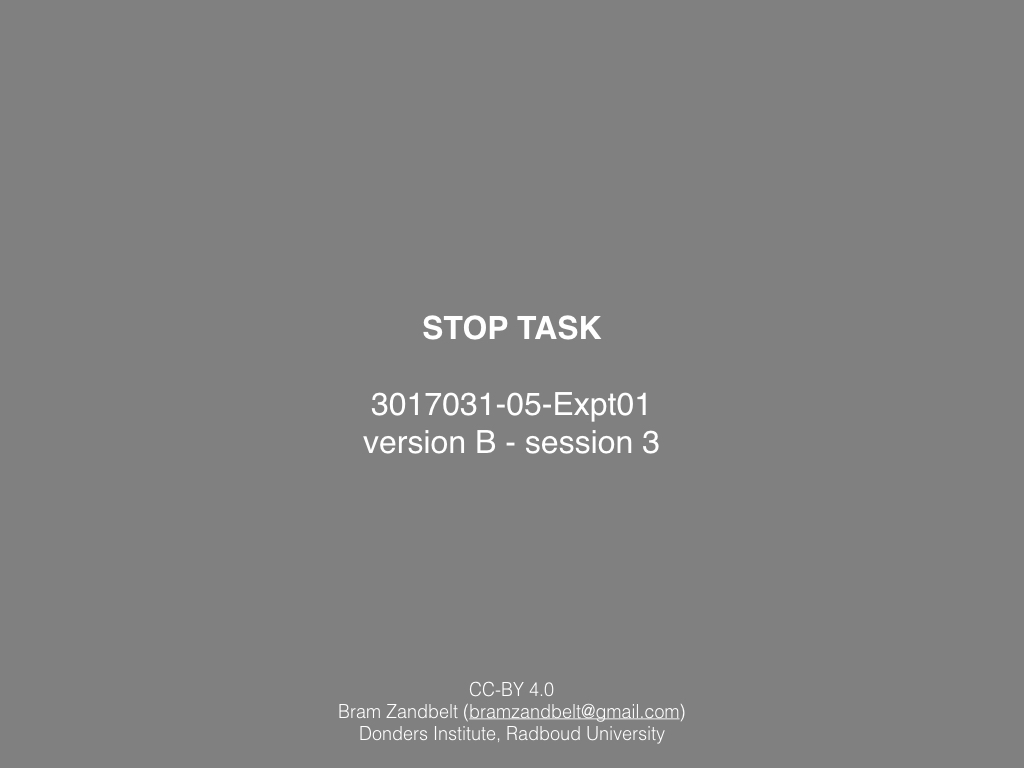 STOP TASK
3017031-05-Expt01
version B - session 3
CC-BY 4.0
Bram Zandbelt (bramzandbelt@gmail.com)
Donders Institute, Radboud University